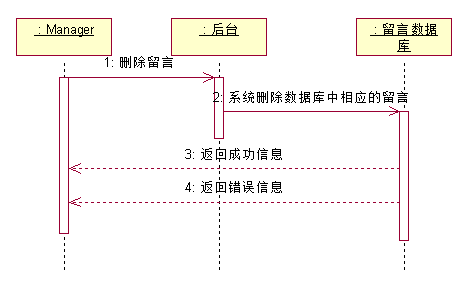 : Manager
: 后台
: 留言数据
库
1: 删除留言
2: 系统删除数据库中相应的留言
3: 返回成功信息
4: 返回错误信息